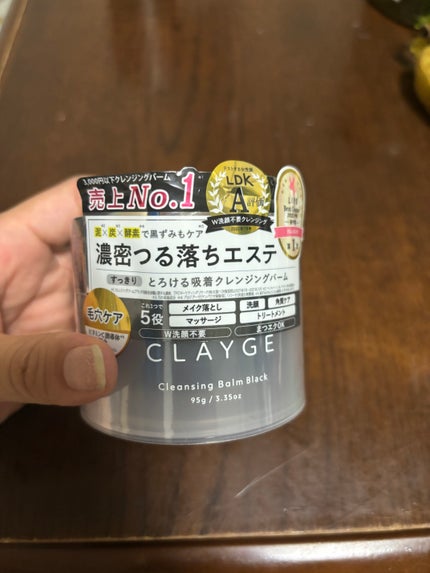 3,000円以下クレンジングバーム
売上No.1
LDK
A評価
W洗顔不要クレンジング
泥×炭×酵素で黒ずみもケア
濃密つる落ちエステ
すっきり とろける吸着クレンジングバーム
毛穴ケア
これ1つで
5役
メイク落とし
洗顔
角質ケア
マッサージ
トリートメント
W洗顔不要
まつエクOK
CLAYGE
Cleansing Balm Black
95g / 3.35oz